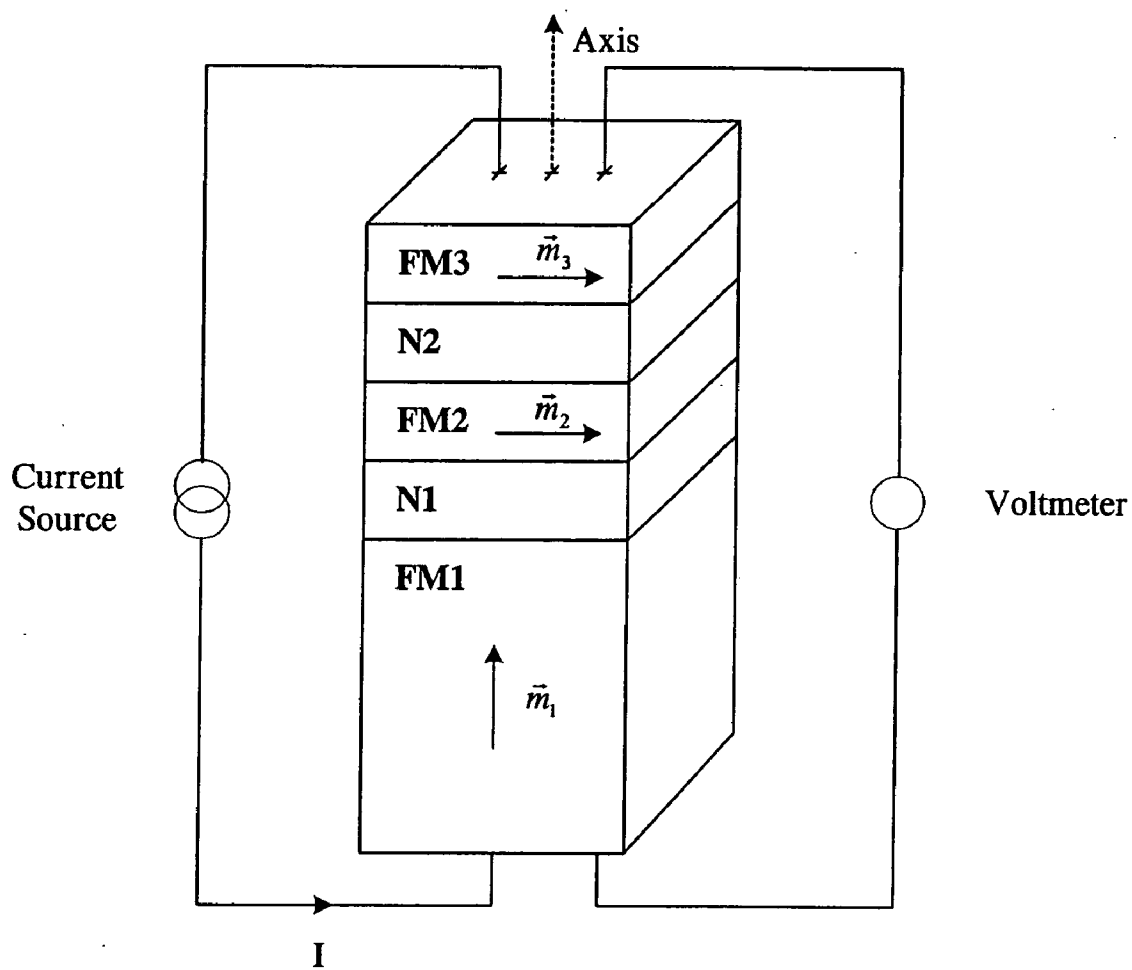 Axis
FM3
m⃗₃
N2
FM2
m⃗₂
N1
Current
Source
Voltmeter
FM1
m⃗₁
I